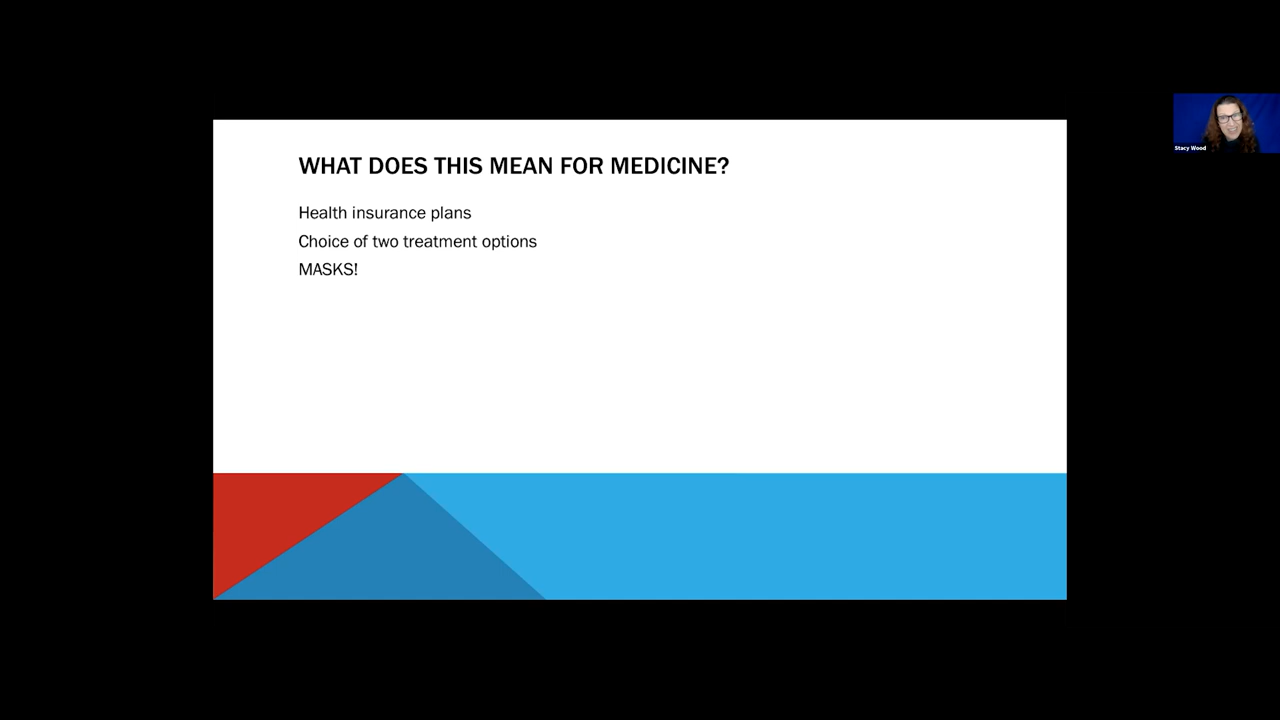 WHAT DOES THIS MEAN FOR MEDICINE?
Health insurance plans
Choice of two treatment options
MASKS!
Stacy Wood